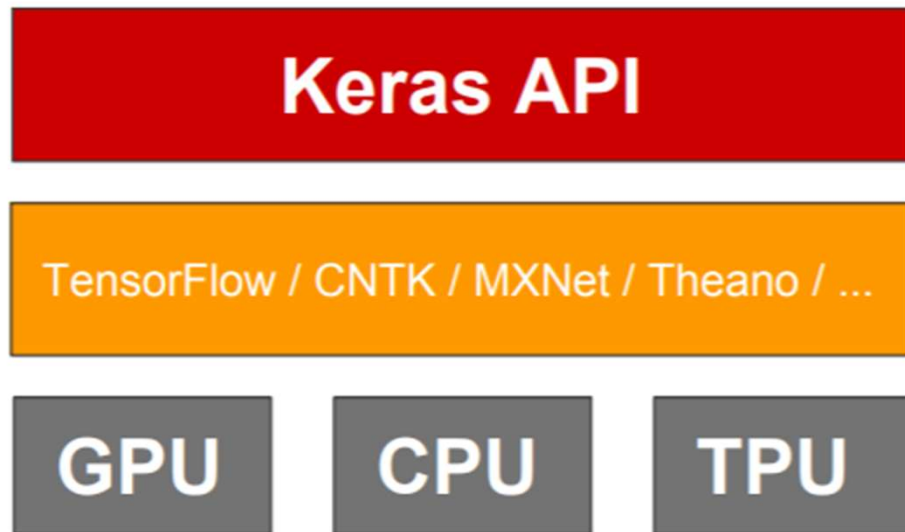 Keras API
TensorFlow / CNTK / MXNet / Theano / ...
GPU CPU TPU